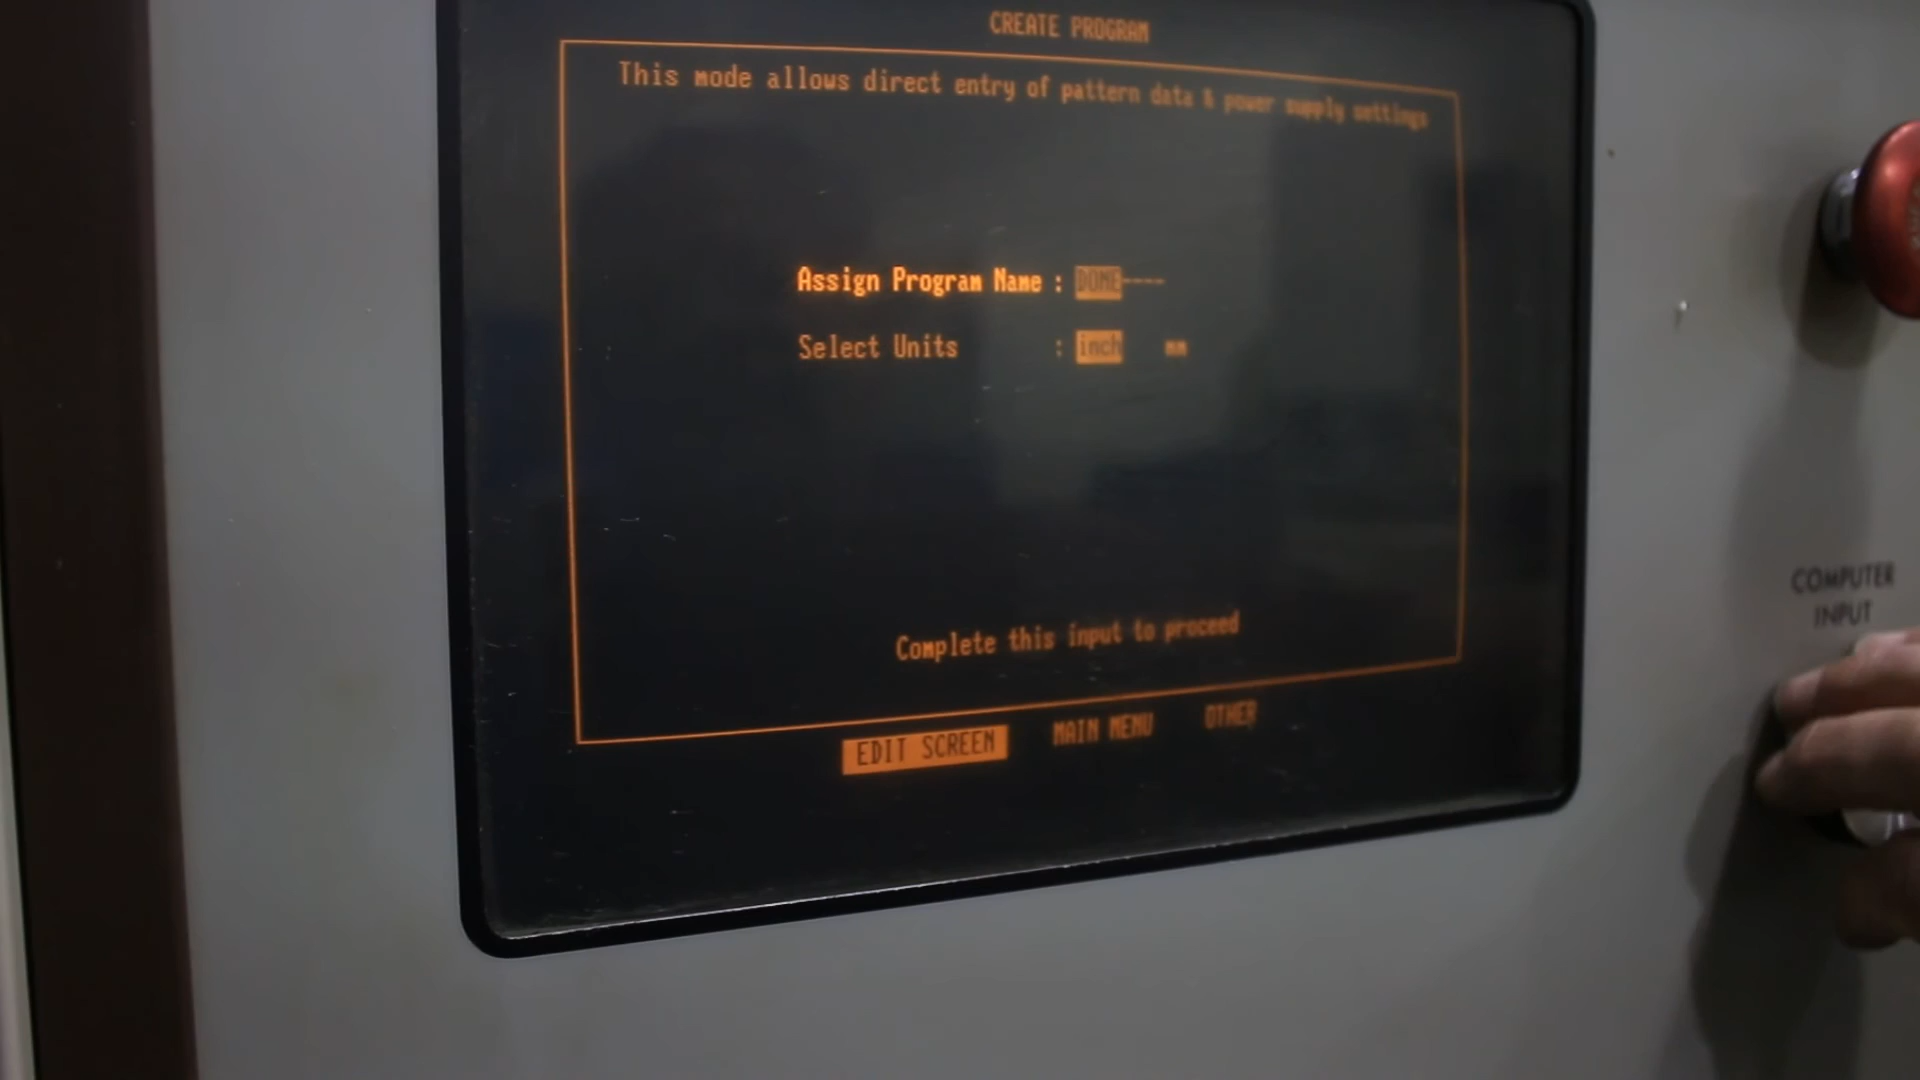 CREATE PROGRAM
This mode allows direct entry of pattern data & power supply settings
Assign Program Name : DOME----
Select Units : inch mm
Complete this input to proceed
EDIT SCREEN MAIN MENU OTHER
COMPUTER
INPUT